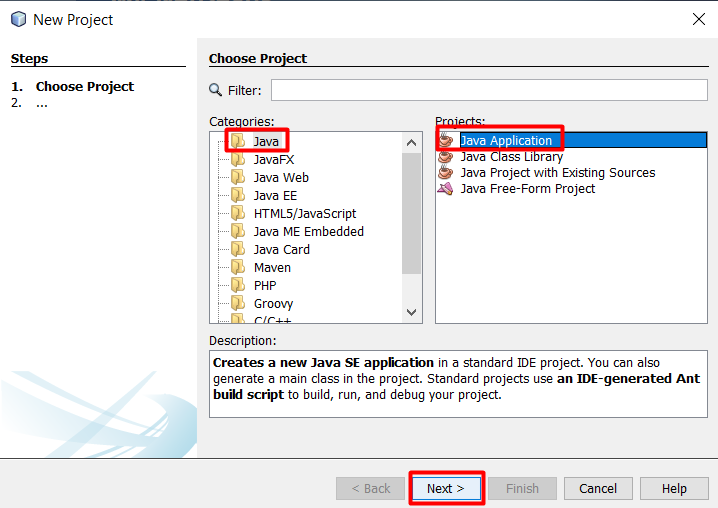 New Project
Steps
1. Choose Project
2. ...
Choose Project
Filter:
Categories:
Java
JavaFX
Java Web
Java EE
HTML5/JavaScript
Java ME Embedded
Java Card
Maven
PHP
Groovy
C/C++
Projects:
Java Application
Java Class Library
Java Project with Existing Sources
Java Free-Form Project
Description:
Creates a new Java SE application in a standard IDE project. You can also
generate a main class in the project. Standard projects use an IDE-generated Ant
build script to build, run, and debug your project.
< Back
Next >
Finish
Cancel
Help